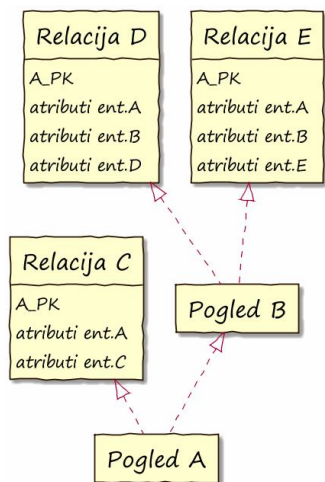 Relacija D
A_PK
atributi ent.A
atributi ent.B
atributi ent.D
Relacija E
A_PK
atributi ent.A
atributi ent.B
atributi ent.E
Relacija C
A_PK
atributi ent.A
atributi ent.C
Pogled B
Pogled A